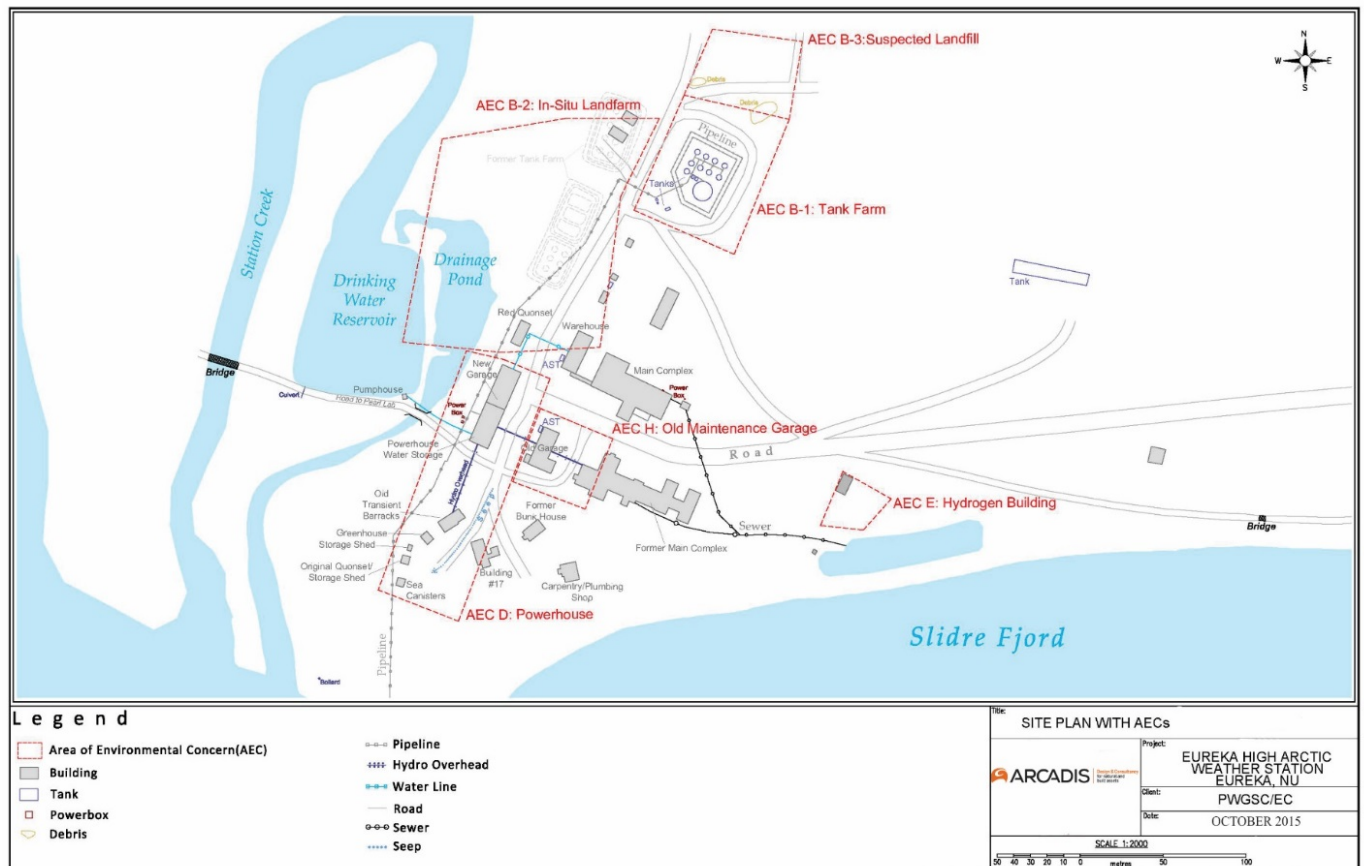 AEC B-3:Suspected Landfill
N
W
E
S
Debris
AEC B-2: In-Situ Landfarm
Debris
Pipeline
Former Tank Farm
Tanks
AEC B-1: Tank Farm
Station Creek
Drainage
Pond
Drinking
Water
Reservoir
Tank
Red Quonset
Warehouse
New
Garage
AST
Main Complex
Bridge
Power
Box
Pumphouse
Culvert
Road to Pearl Lab
Power
Box
AST
AEC H: Old Maintenance Garage
Powerhouse
Water Storage
Garage
Road
Hydro Overhead
Old
Transient
Barracks
Seep
AEC E: Hydrogen Building
Former
Bunk House
Sewer
Bridge
Greenhouse
Storage Shed
Former Main Complex
Original Quonset/
Storage Shed
Building
#17
Sea
Canisters
Carpentry/Plumbing
Shop
AEC D: Powerhouse
Slidre Fjord
Pipeline
Bollard
Legend
Area of Environmental Concern(AEC)
Building
Tank
Powerbox
Debris
Pipeline
Hydro Overhead
Water Line
Road
Sewer
Seep
Title:
SITE PLAN WITH AECs
ARCADIS
Project:
EUREKA HIGH ARCTIC
WEATHER STATION
EUREKA, NU
Client:
PWGSC/EC
Date:
OCTOBER 2015
SCALE 1:2000
50 40 30 20 10 0 50 100
metres